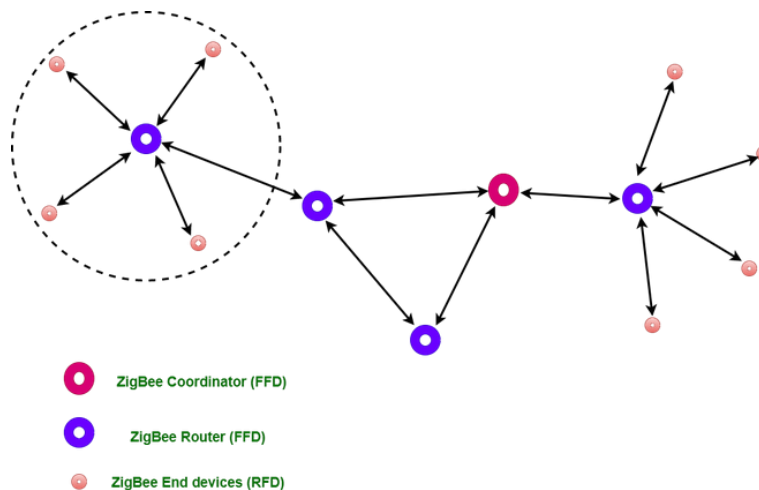 ZigBee Coordinator (FFD)
ZigBee Router (FFD)
ZigBee End devices (RFD)